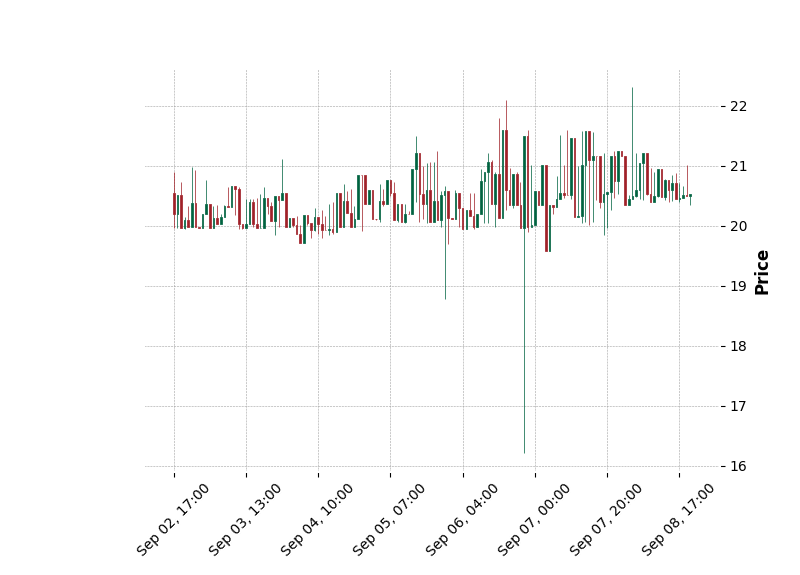 22
21
20
19
18
17
16
Price
Sep 02, 17:00
Sep 03, 13:00
Sep 04, 10:00
Sep 05, 07:00
Sep 06, 04:00
Sep 07, 00:00
Sep 07, 20:00
Sep 08, 17:00